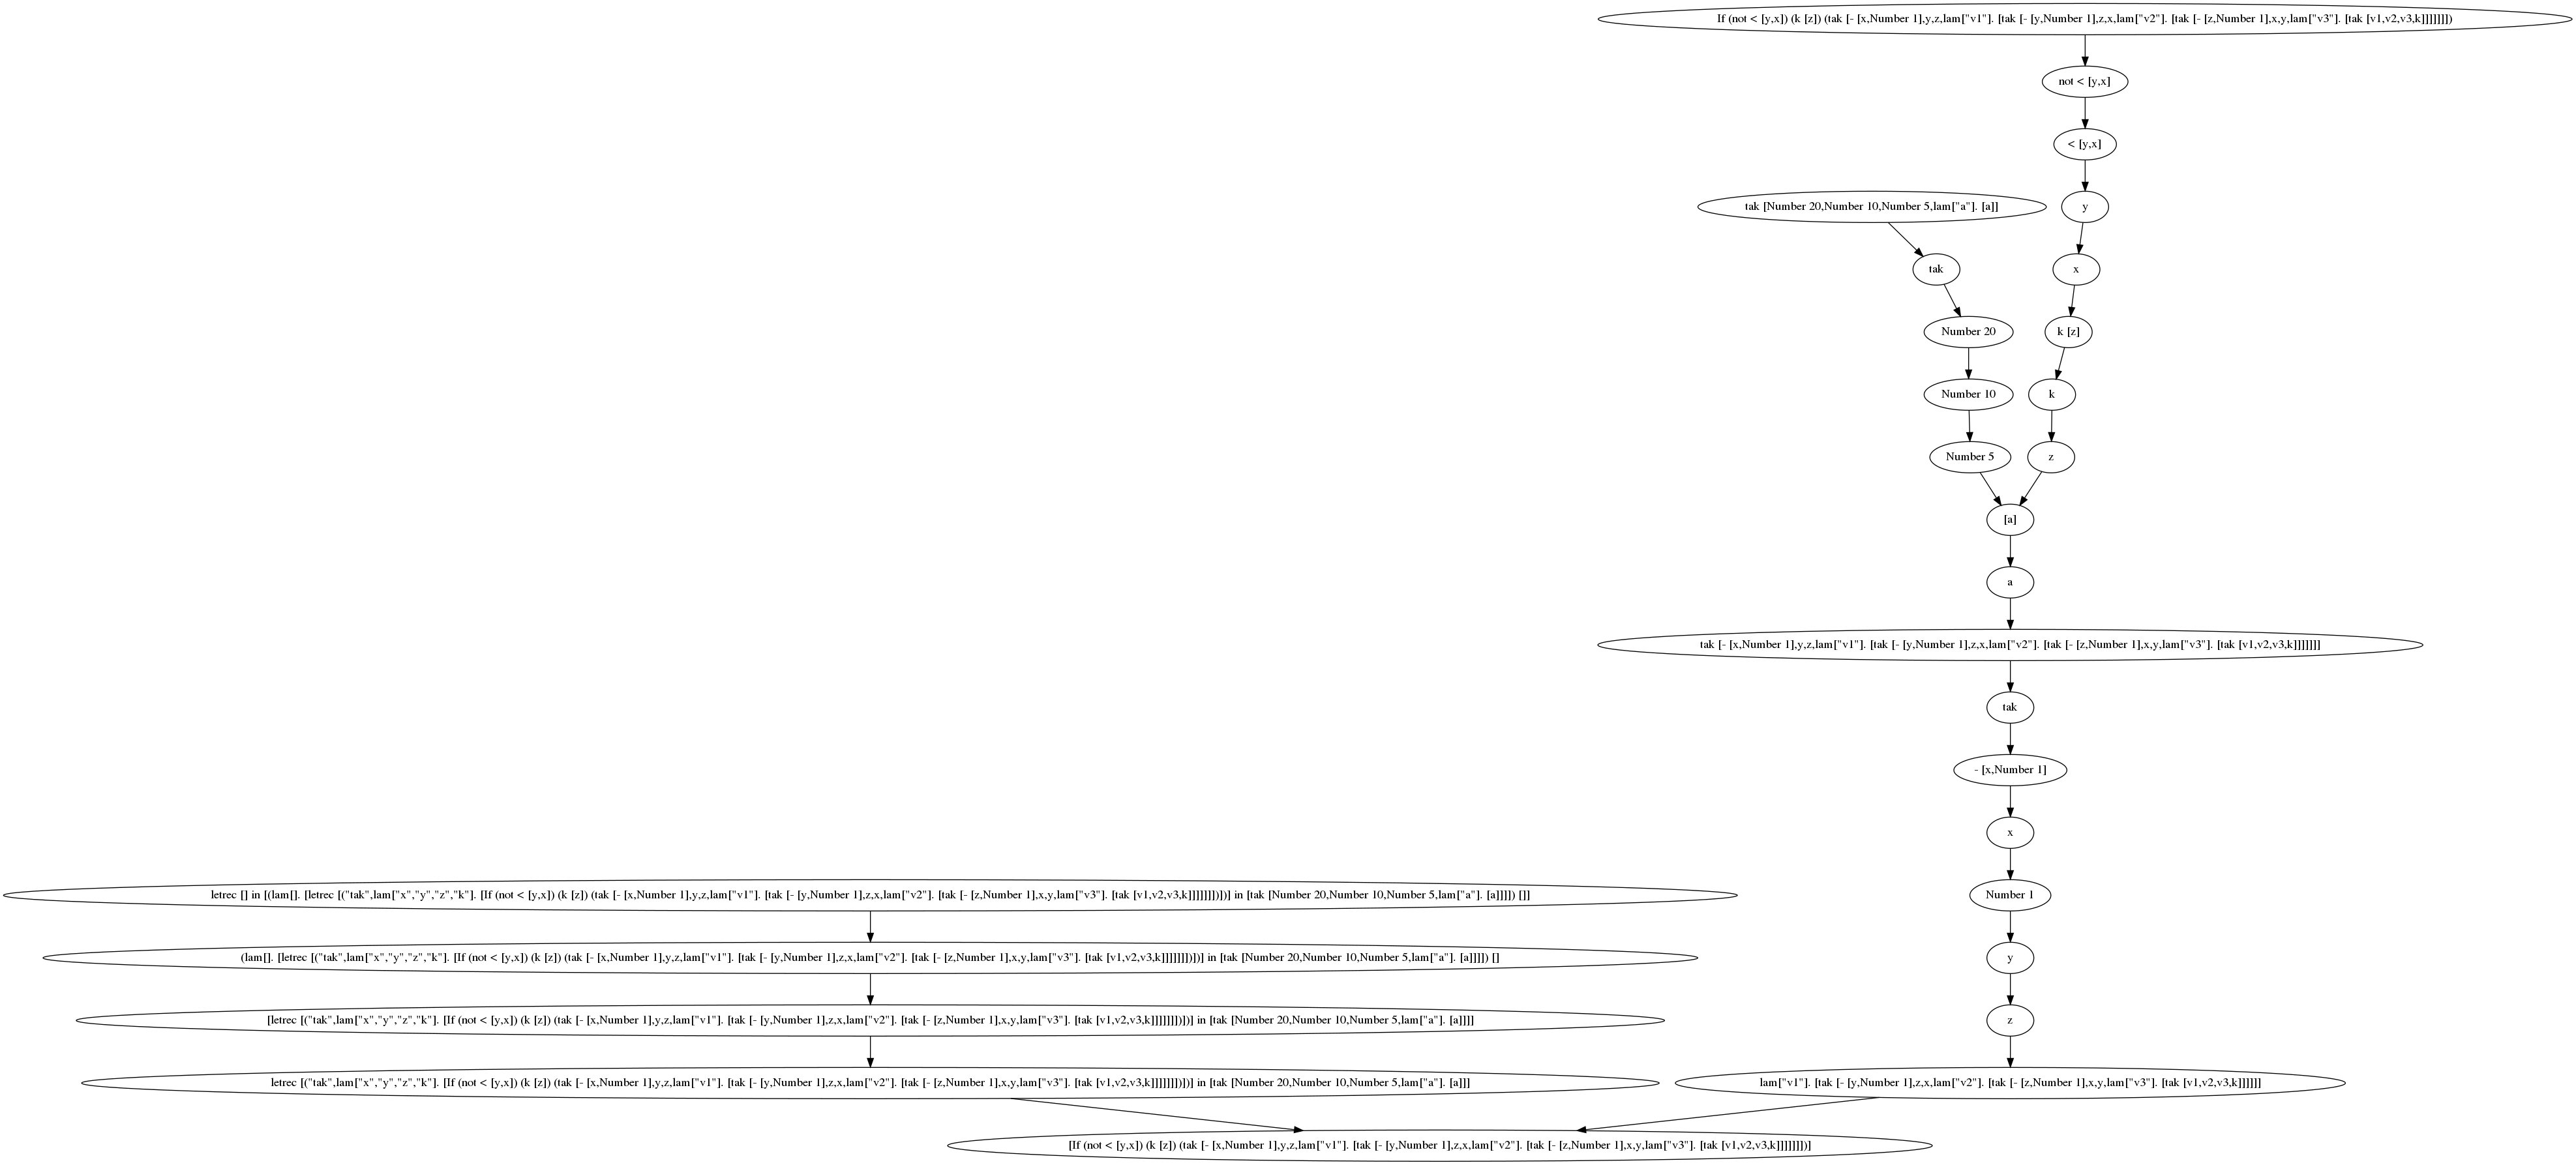 If (not < [y,x]) (k [z]) (tak [- [x,Number 1],y,z,lam["v1"]. [tak [- [y,Number 1],z,x,lam["v2"]. [tak [- [z,Number 1],x,y,lam["v3"]. [tak [v1,v2,v3,k]]]]]]])
not < [y,x]
< [y,x]
tak [Number 20,Number 10,Number 5,lam["a"]. [a]]
y
tak
x
Number 20
k [z]
Number 10
k
Number 5
z
[a]
a
tak [- [x,Number 1],y,z,lam["v1"]. [tak [- [y,Number 1],z,x,lam["v2"]. [tak [- [z,Number 1],x,y,lam["v3"]. [tak [v1,v2,v3,k]]]]]]]
tak
- [x,Number 1]
x
letrec [] in [(lam[]. [letrec [("tak",lam["x","y","z","k"]. [If (not < [y,x]) (k [z]) (tak [- [x,Number 1],y,z,lam["v1"]. [tak [- [y,Number 1],z,x,lam["v2"]. [tak [- [z,Number 1],x,y,lam["v3"]. [tak [v1,v2,v3,k]]]]]]])])] in [tak [Number 20,Number 10,Number 5,lam["a"]. [a]]]]) []]
Number 1
(lam[]. [letrec [("tak",lam["x","y","z","k"]. [If (not < [y,x]) (k [z]) (tak [- [x,Number 1],y,z,lam["v1"]. [tak [- [y,Number 1],z,x,lam["v2"]. [tak [- [z,Number 1],x,y,lam["v3"]. [tak [v1,v2,v3,k]]]]]]])])] in [tak [Number 20,Number 10,Number 5,lam["a"]. [a]]]]) []
y
[letrec [("tak",lam["x","y","z","k"]. [If (not < [y,x]) (k [z]) (tak [- [x,Number 1],y,z,lam["v1"]. [tak [- [y,Number 1],z,x,lam["v2"]. [tak [- [z,Number 1],x,y,lam["v3"]. [tak [v1,v2,v3,k]]]]]]])])] in [tak [Number 20,Number 10,Number 5,lam["a"]. [a]]]]
z
letrec [("tak",lam["x","y","z","k"]. [If (not < [y,x]) (k [z]) (tak [- [x,Number 1],y,z,lam["v1"]. [tak [- [y,Number 1],z,x,lam["v2"]. [tak [- [z,Number 1],x,y,lam["v3"]. [tak [v1,v2,v3,k]]]]]]])])] in [tak [Number 20,Number 10,Number 5,lam["a"]. [a]]]
lam["v1"]. [tak [- [y,Number 1],z,x,lam["v2"]. [tak [- [z,Number 1],x,y,lam["v3"]. [tak [v1,v2,v3,k]]]]]]
[If (not < [y,x]) (k [z]) (tak [- [x,Number 1],y,z,lam["v1"]. [tak [- [y,Number 1],z,x,lam["v2"]. [tak [- [z,Number 1],x,y,lam["v3"]. [tak [v1,v2,v3,k]]]]]]])]